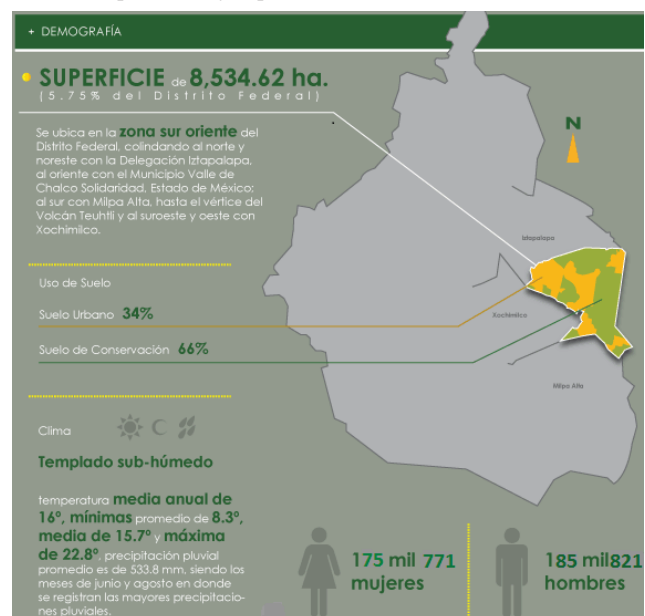 + DEMOGRAFÍA
SUPERFICIE de 8,534.62 ha.
(5.75% del Distrito Federal)
Se ubica en la zona sur oriente del
Distrito Federal, colindando al norte y
noreste con la Delegación Iztapalapa,
al oriente con el Municipio Valle de
Chalco Solidaridad, Estado de México;
al sur con Milpa Alta, hasta el vértice del
Volcán Teuhtli y al suroeste y oeste con
Xochimilco.
N
Iztapalapa
Xochimilco
Milpa Alta
Uso de Suelo
Suelo Urbano 34%
Suelo de Conservación 66%
Clima
Templado sub-húmedo
temperatura media anual de
16º, mínimas promedio de 8.3º,
media de 15.7º y máxima
de 22.8º, precipitación pluvial
promedio es de 533.8 mm, siendo los
meses de junio y agosto en donde
se registran las mayores precipitacio-
nes pluviales.
175 mil 771
mujeres
185 mil821
hombres